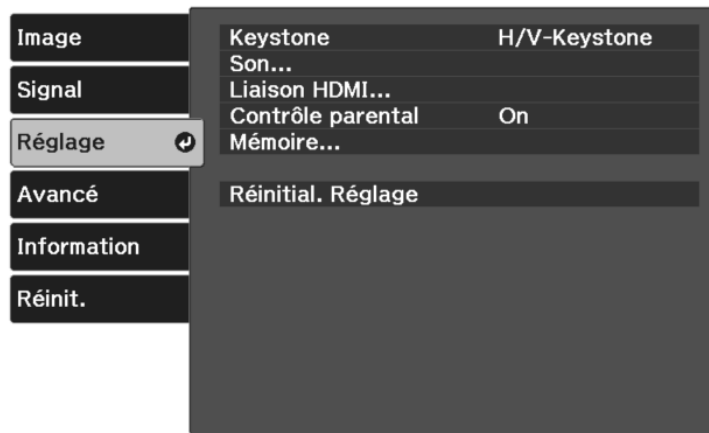 Image
Signal
Réglage
Avancé
Information
Réinit.
Keystone H/V-Keystone
Son...
Liaison HDMI...
Contrôle parental On
Mémoire...
Réinitial. Réglage